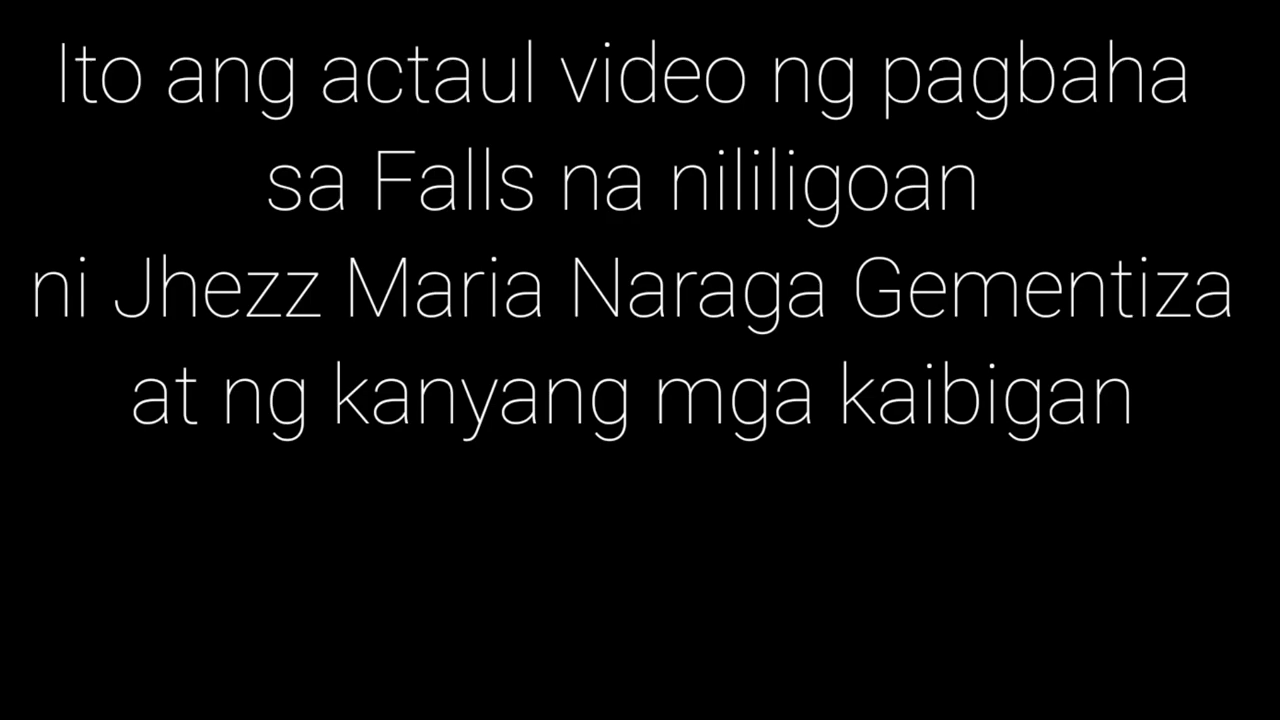 Ito ang actaul video ng pagbaha
sa Falls na nililigoan
ni Jhezz Maria Naraga Gementiza
at ng kanyang mga kaibigan